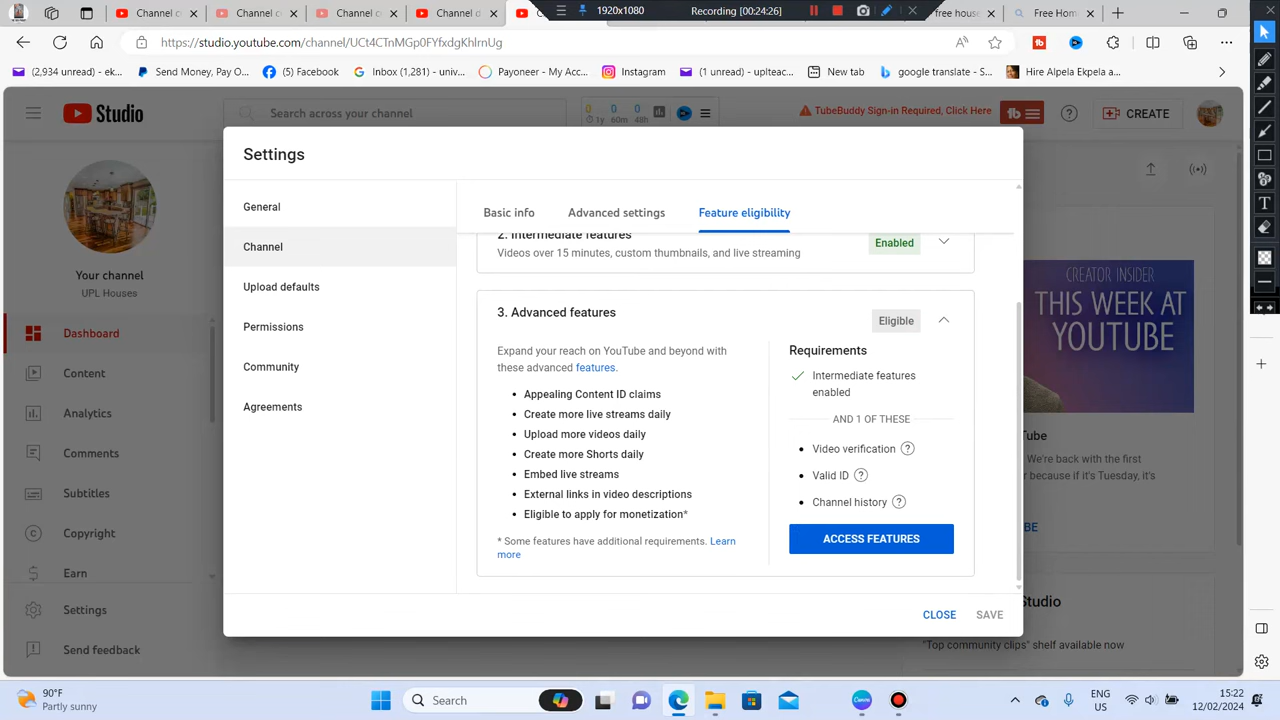 Channel c
Channel co
Channel c
Channel d
1920x1080
Recording [00:24:26]
free house
Free Home
https://studio.youtube.com/channel/UCt4CTnMGp0FYfxdgKhlrnUg
(2,934 unread) - ek...
Send Money, Pay O...
(5) Facebook
Inbox (1,281) - univ...
Payoneer – My Acc...
Instagram
(1 unread) - uplteac...
New tab
google translate - S...
Hire Alpela Ekpela a...
Studio
Search across your channel
0 0 0
1y 60m 48h
TubeBuddy Sign-in Required, Click Here
CREATE
Settings
General
Channel
Upload defaults
Permissions
Community
Agreements
Basic info
Advanced settings
Feature eligibility
2. Intermediate features
Videos over 15 minutes, custom thumbnails, and live streaming
Enabled
3. Advanced features
Eligible
Expand your reach on YouTube and beyond with
these advanced features.
• Appealing Content ID claims
• Create more live streams daily
• Upload more videos daily
• Create more Shorts daily
• Embed live streams
• External links in video descriptions
• Eligible to apply for monetization*
* Some features have additional requirements. Learn
more
Requirements
Intermediate features
enabled
AND 1 OF THESE
• Video verification
• Valid ID
• Channel history
ACCESS FEATURES
CLOSE
SAVE
Your channel
UPL Houses
Dashboard
Content
Analytics
Comments
Subtitles
Copyright
Earn
Settings
Send feedback
CREATOR INSIDER
THIS WEEK AT
YOUTUBE
Tube
We're back with the first
because if it's Tuesday, it's
BE
Studio
"Top community clips" shelf available now
90°F
Partly sunny
Search
ENG
US
15:22
12/02/2024